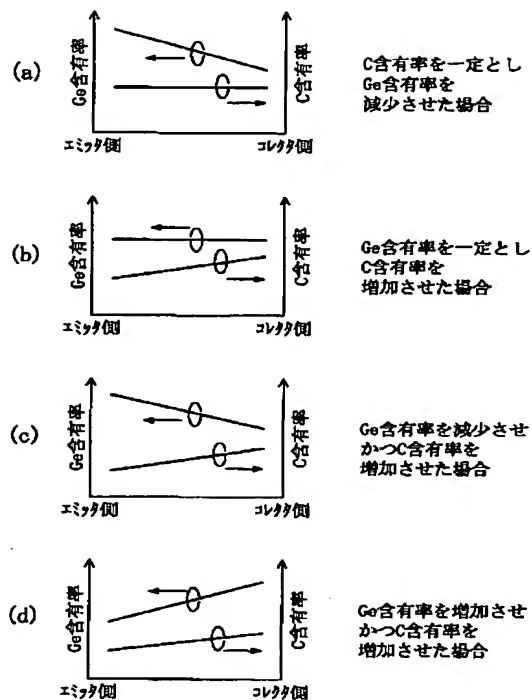 (a)
Ge含有率
C含有率
エミッタ側
コレクタ側
C含有率を一定とし
Ge含有率を
減少させた場合
(b)
Ge含有率
C含有率
エミッタ側
コレクタ側
Ge含有率を一定とし
C含有率を
増加させた場合
(c)
Ge含有率
C含有率
エミッタ側
コレクタ側
Ge含有率を減少させ
かつC含有率を
増加させた場合
(d)
Ge含有率
C含有率
エミッタ側
コレクタ側
Ge含有率を増加させ
かつC含有率を
増加させた場合